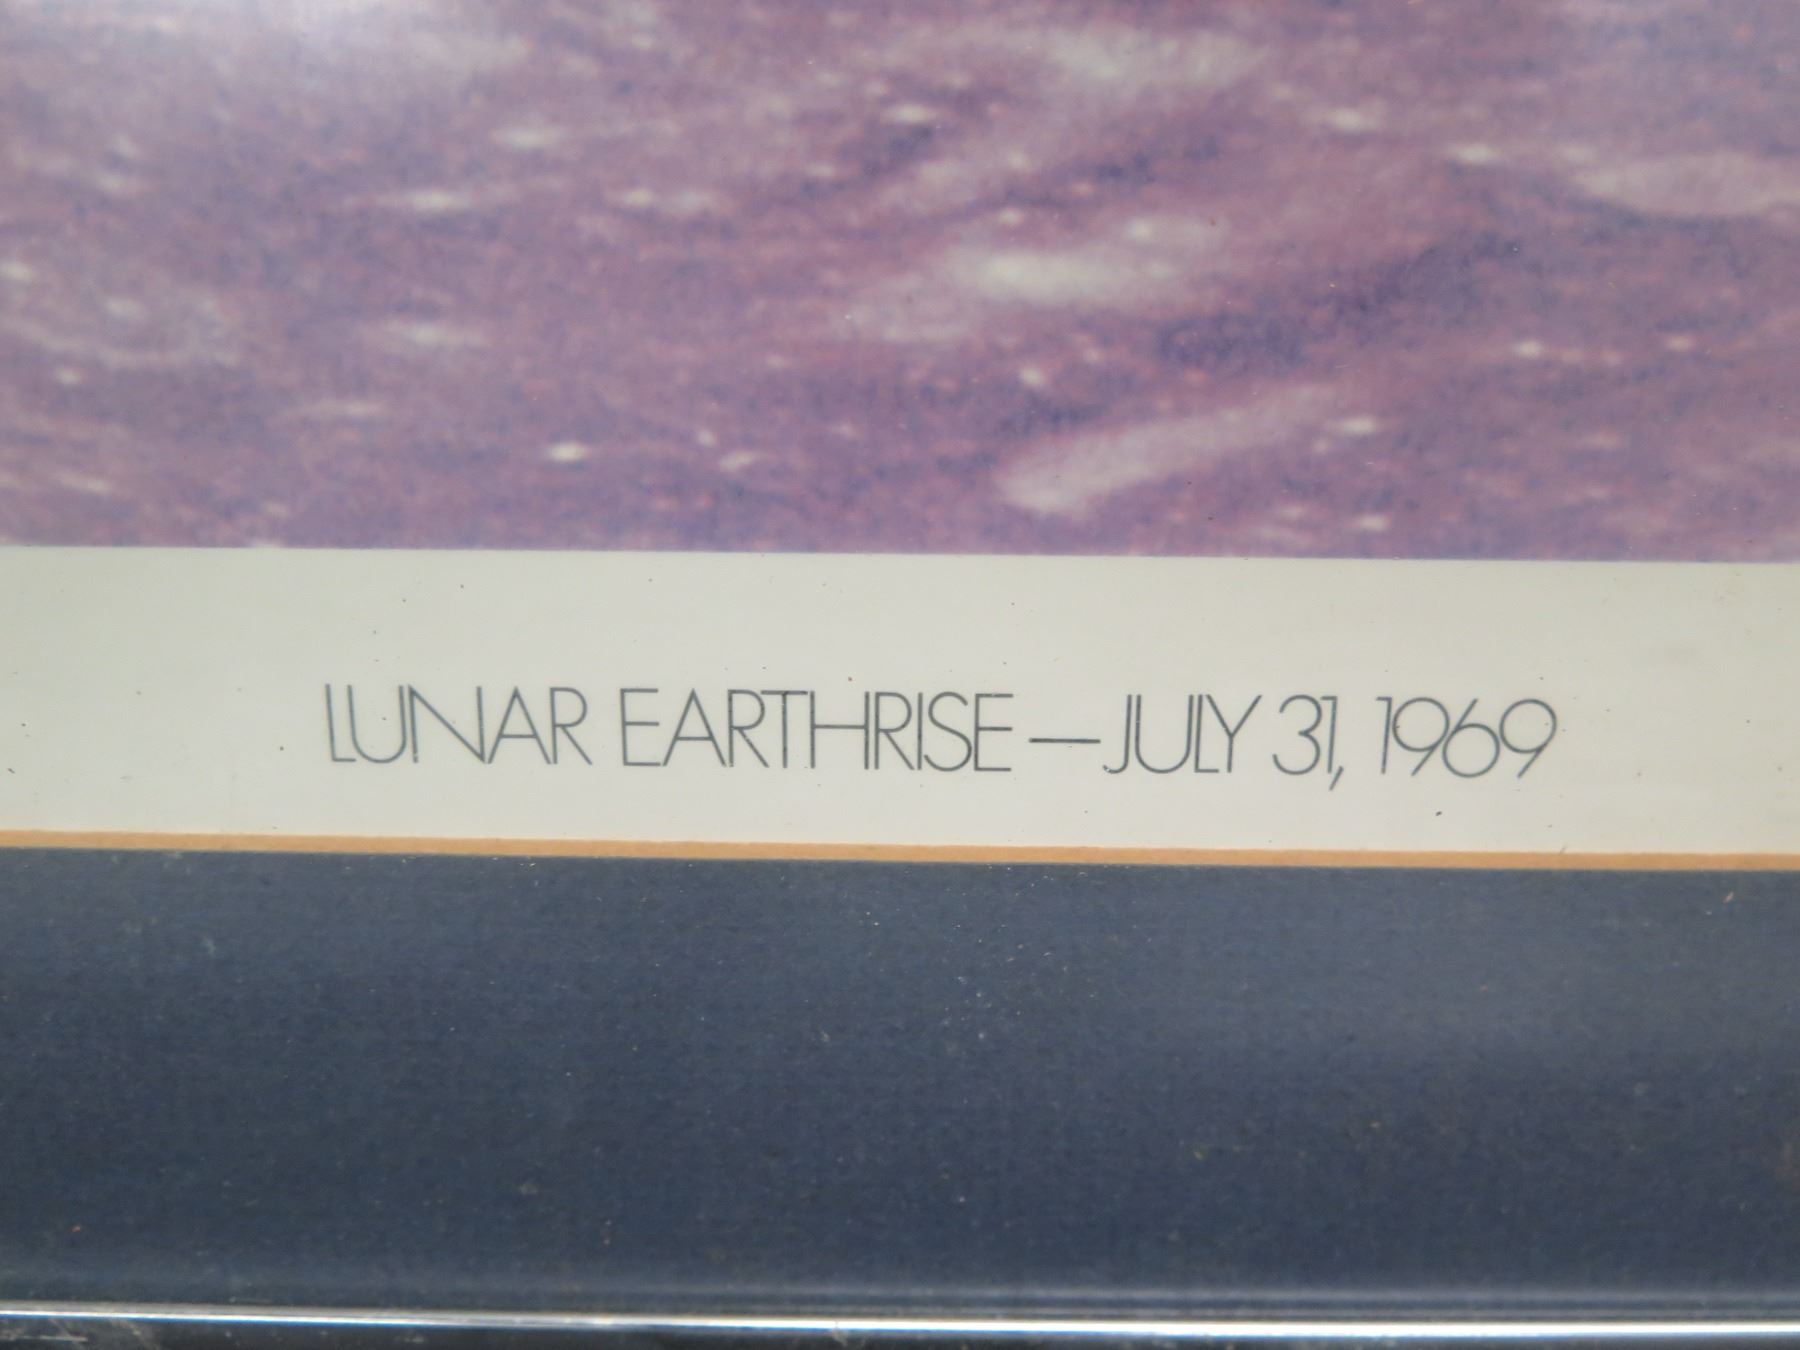 LUNAR EARTHRISE—JULY 31, 1969